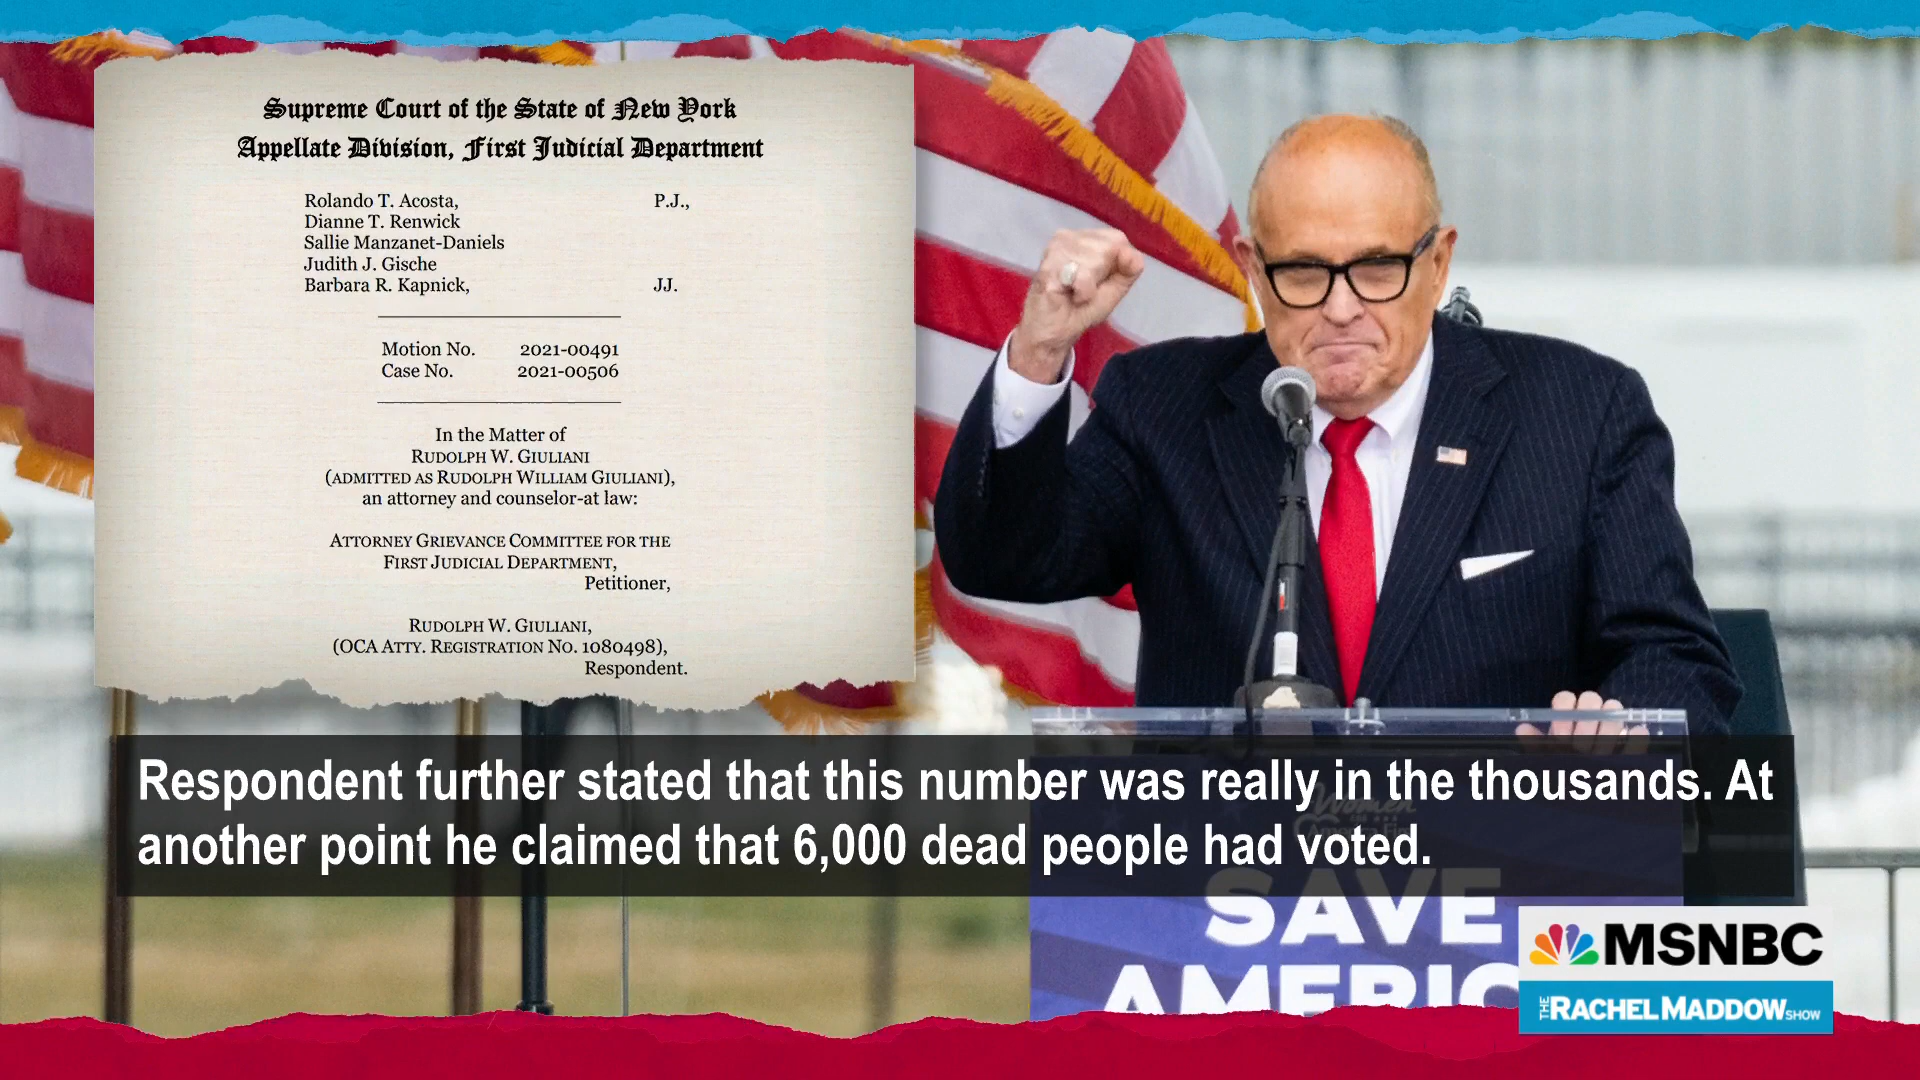 Supreme Court of the State of New York
Appellate Division, First Judicial Department
Rolando T. Acosta, P.J.,
Dianne T. Renwick
Sallie Manzanet-Daniels
Judith J. Gische
Barbara R. Kapnick, JJ.
Motion No. 2021-00491
Case No. 2021-00506
In the Matter of
RUDOLPH W. GIULIANI
(ADMITTED AS RUDOLPH WILLIAM GIULIANI),
an attorney and counselor-at law:
ATTORNEY GRIEVANCE COMMITTEE FOR THE
FIRST JUDICIAL DEPARTMENT,
Petitioner,
RUDOLPH W. GIULIANI,
(OCA ATTY. REGISTRATION NO. 1080498),
Respondent.
Respondent further stated that this number was really in the thousands. At
another point he claimed that 6,000 dead people had voted.
Women
America Fi
SAVE
AMERIC
MSNBC
THE RACHEL MADDOW SHOW